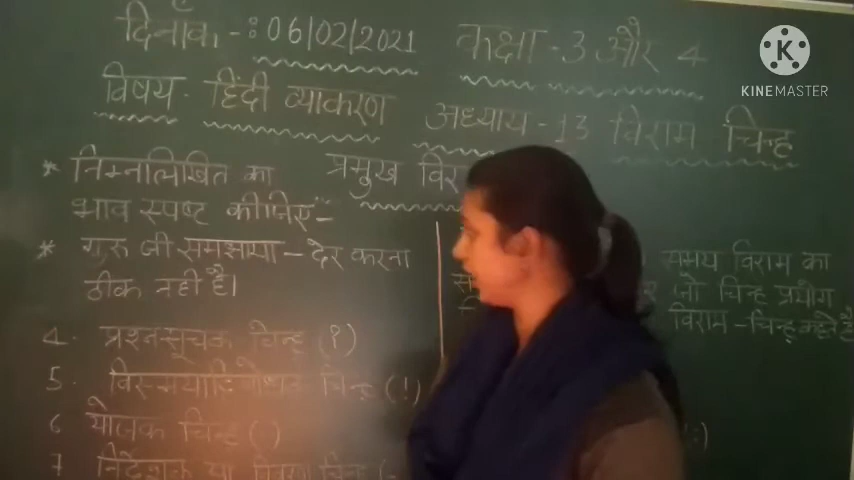 दिनाँक -: 06/02/2021 कक्षा - 3 और 4
KINEMASTER
विषय - हिंदी व्याकरण अध्याय - 13 विराम चिन्ह
* निम्नलिखित का प्रमुख
भाव स्पष्ट कीजिए -
* गुरु जी समझाया - देर करना
ठीक नहीं है।
समय विराम का
जो चिन्ह प्रयोग
विराम - चिन्ह कहते हैं
4. प्रश्नसूचक चिन्ह (?)
5. विस्मयादिबोधक चिन्ह (!)
6 योजक चिन्ह ( )
7 निर्देशक या चिन्ह (-